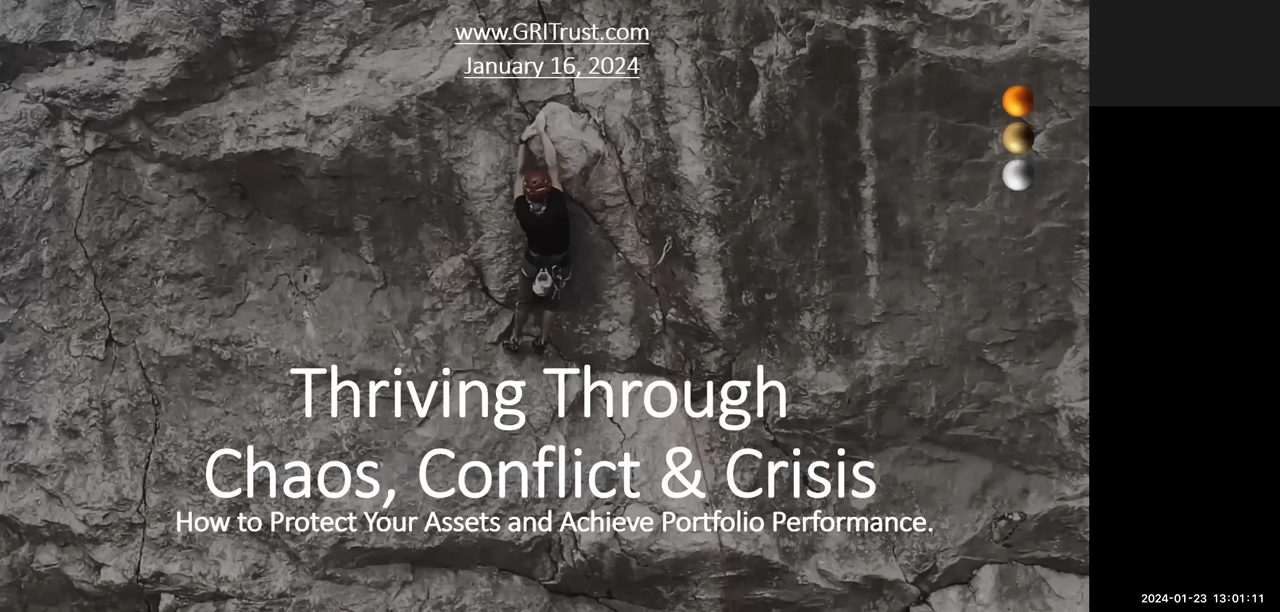 www.GRITrust.com
January 16, 2024
Thriving Through
Chaos, Conflict & Crisis
How to Protect Your Assets and Achieve Portfolio Performance.
2024-01-23 13:01:11